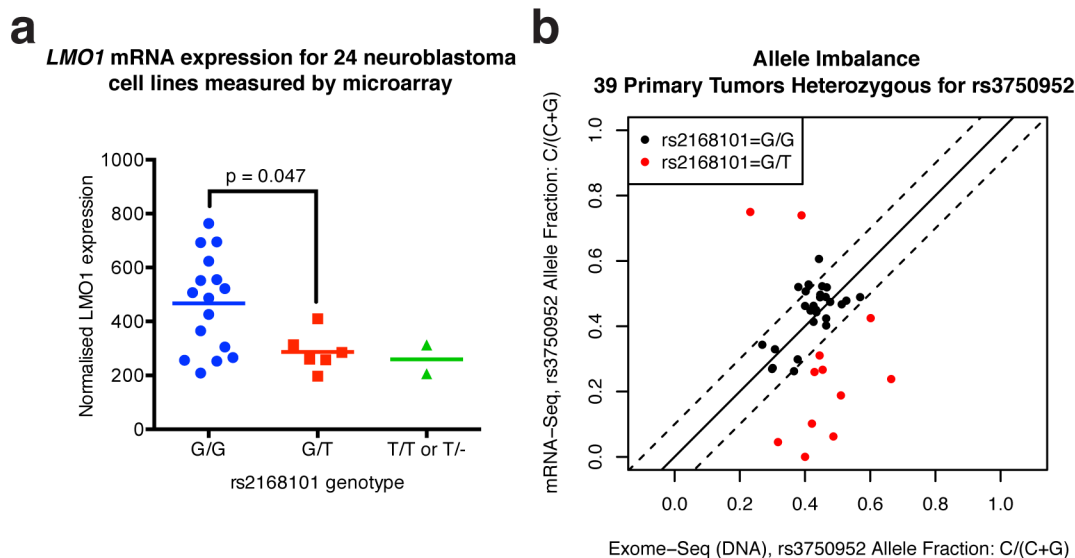 a
LMO1 mRNA expression for 24 neuroblastoma
cell lines measured by microarray
p = 0.047
Normalised LMO1 expression
1000
800
600
400
200
0
G/G
G/T
T/T or T/-
rs2168101 genotype
b
Allele Imbalance
39 Primary Tumors Heterozygous for rs3750952
rs2168101=G/G
rs2168101=G/T
mRNA−Seq, rs3750952 Allele Fraction: C/(C+G)
1.0
0.8
0.6
0.4
0.2
0.0
0.0
0.2
0.4
0.6
0.8
1.0
Exome−Seq (DNA), rs3750952 Allele Fraction: C/(C+G)